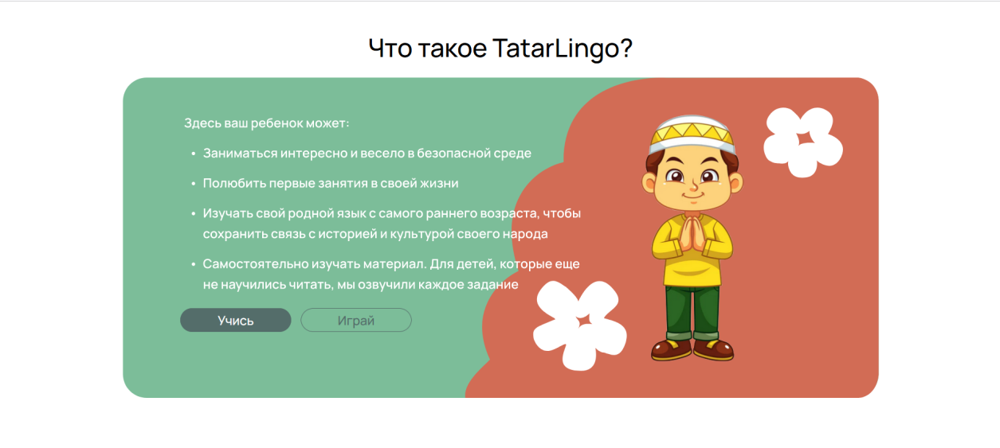 Что такое TatarLingo?
Здесь ваш ребенок может:
• Заниматься интересно и весело в безопасной среде
• Полюбить первые занятия в своей жизни
• Изучать свой родной язык с самого раннего возраста, чтобы
сохранить связь с историей и культурой своего народа
• Самостоятельно изучать материал. Для детей, которые еще
не научились читать, мы озвучили каждое задание
Учись
Играй